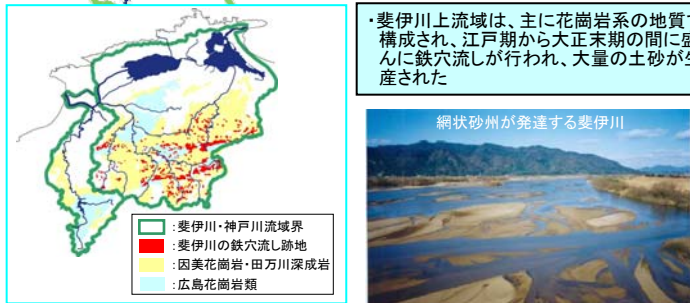 ・斐伊川上流域は、主に花崗岩系の地質
構成され、江戸期から大正末期の間に盛
んに鉄穴流しが行われ、大量の土砂が
産された
網状砂州が発達する斐伊川
:斐伊川・神戸川流域界
:斐伊川の鉄穴流し跡地
:因美花崗岩・田万川深成岩
:広島花崗岩類